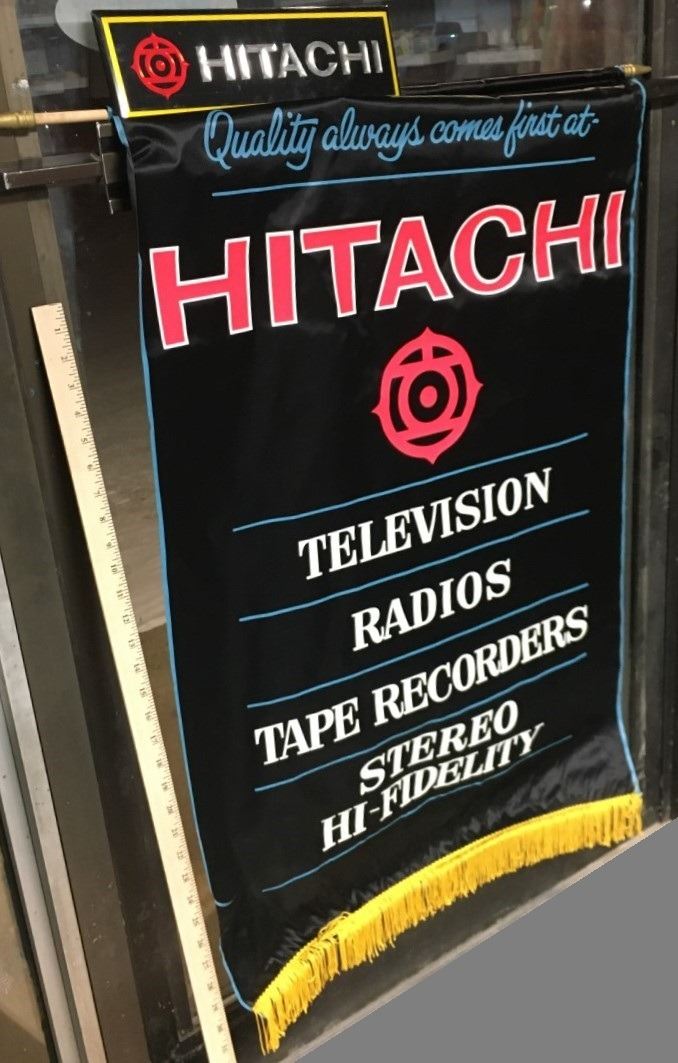 HITACHI
Quality always comes first at-
HITACHI
TELEVISION
RADIOS
TAPE RECORDERS
STEREO
HI-FIDELITY